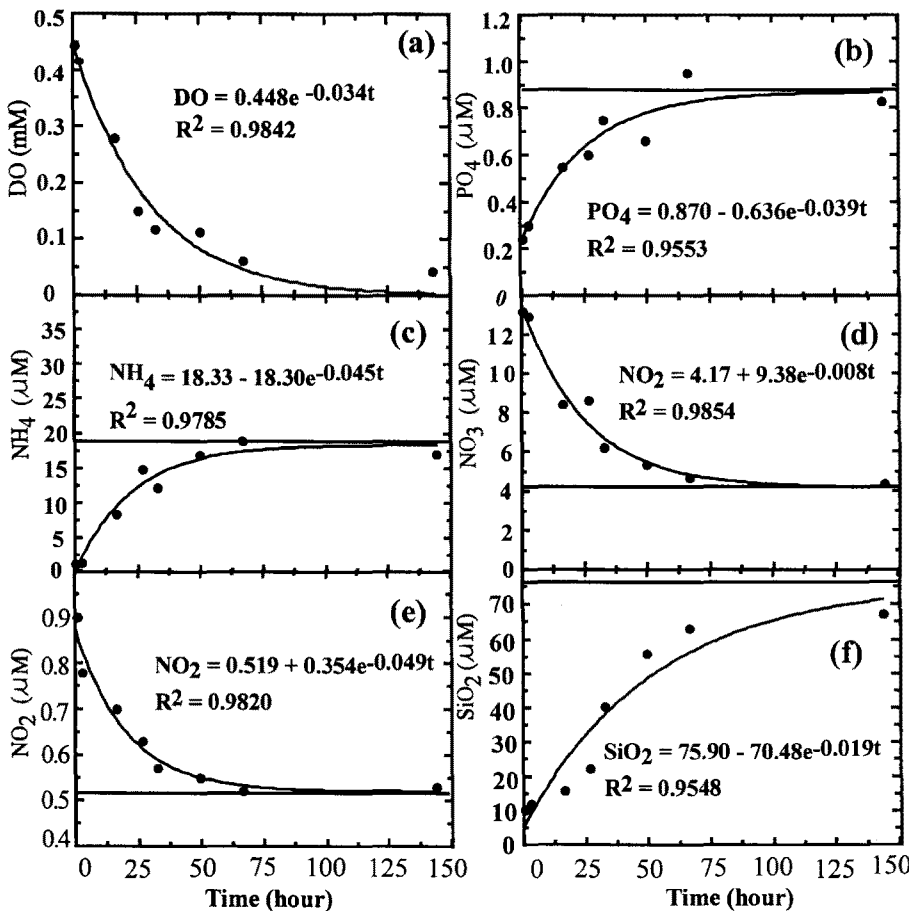 (a)
DO = 0.448e -0.034t
R2 = 0.9842
DO (mM)
0.5
0.4
0.3
0.2
0.1
0
(b)
PO4 = 0.870 - 0.636e-0.039t
R2 = 0.9553
PO4 (μM)
1.2
1.0
0.8
0.6
0.4
0.2
0
(c)
NH4 = 18.33 - 18.30e-0.045t
R2 = 0.9785
NH4 (μM)
35
30
25
20
15
10
5
0
(d)
NO2 = 4.17 + 9.38e-0.008t
R2 = 0.9854
NO3 (μM)
12
10
8
6
4
2
0
(e)
NO2 = 0.519 + 0.354e-0.049t
R2 = 0.9820
NO2 (μM)
0.9
0.8
0.7
0.6
0.5
0.4
0 25 50 75 100 125
Time (hour)
(f)
SiO2 = 75.90 - 70.48e-0.019t
R2 = 0.9548
SiO2 (μM)
70
60
50
40
30
20
10
0
0 25 50 75 100 125 150
Time (hour)